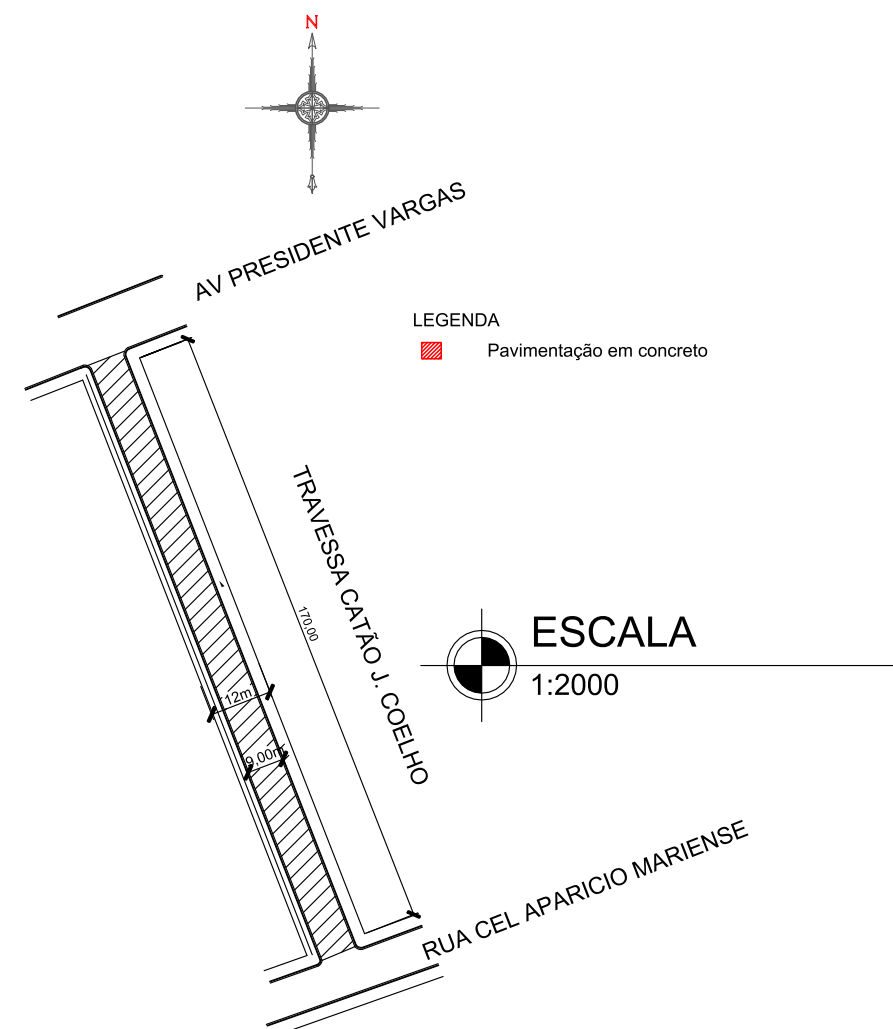 N
AV PRESIDENTE VARGAS
LEGENDA
Pavimentação em concreto
TRAVESSA CATÃO J. COELHO
170,00
ESCALA
1:2000
12m
9,00m
RUA CEL APARICIO MARIENSE